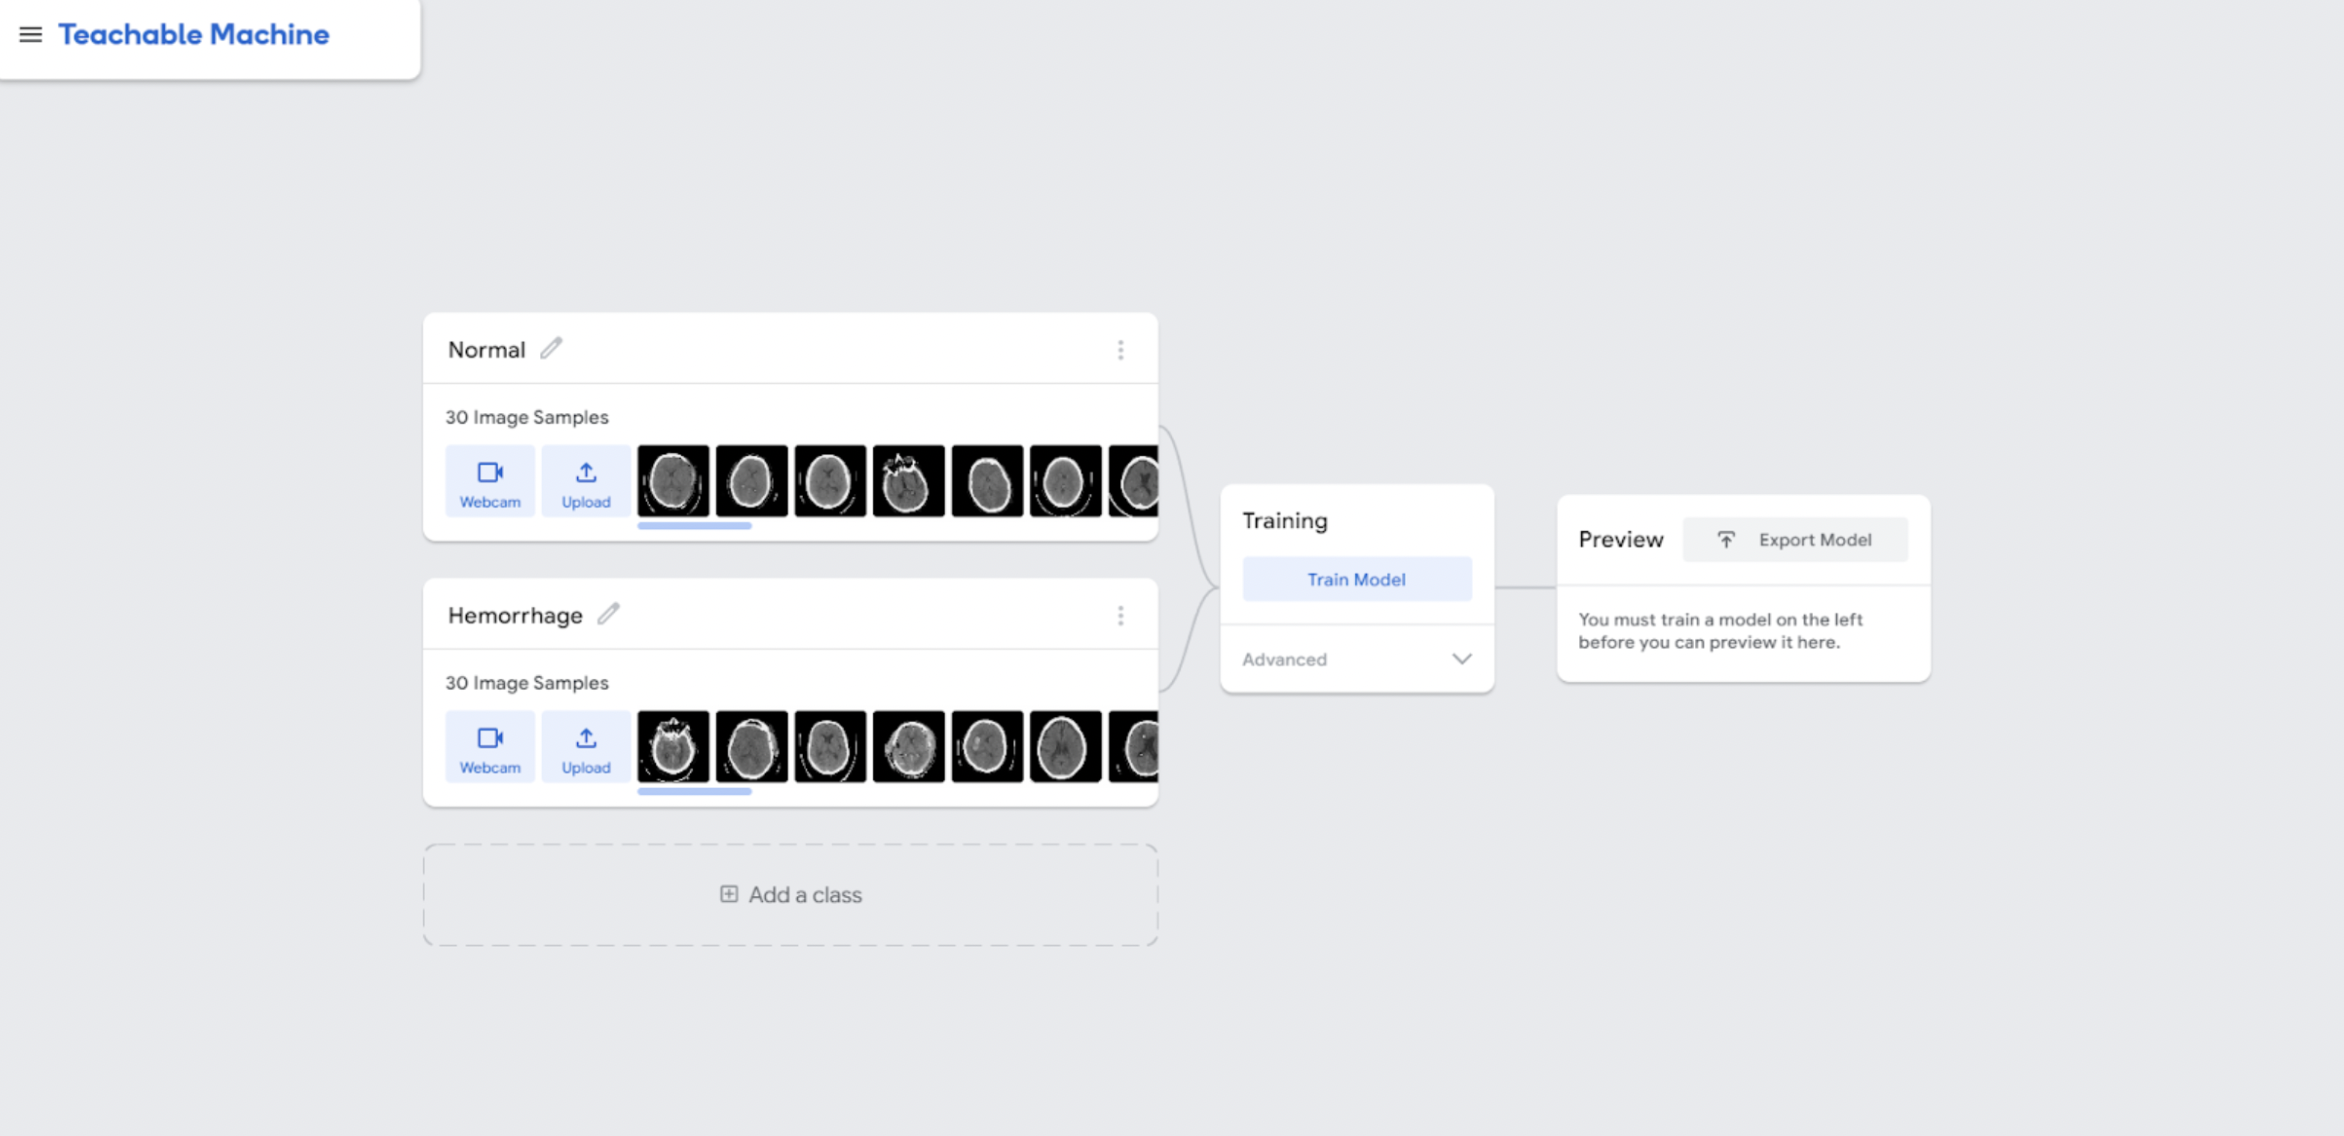 Teachable Machine
Normal
30 Image Samples
Webcam
Upload
Hemorrhage
30 Image Samples
Webcam
Upload
Add a class
Training
Train Model
Advanced
Preview
Export Model
You must train a model on the left
before you can preview it here.